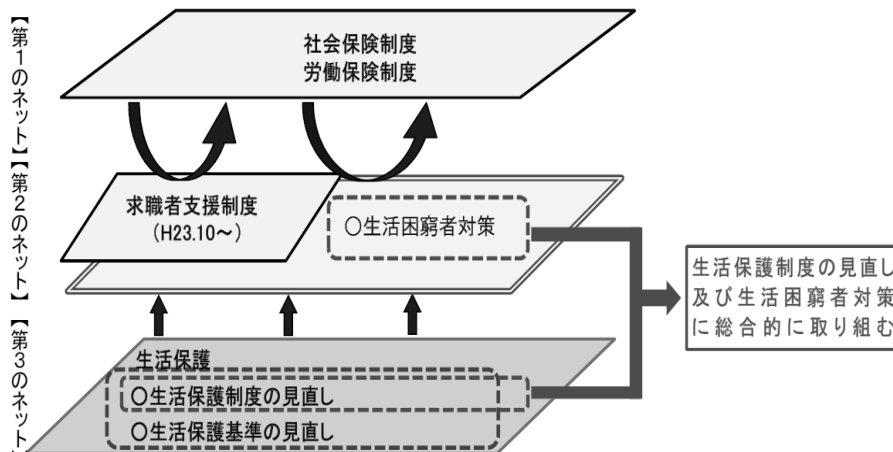 【第1のネット】
社会保険制度
労働保険制度
【第2のネット】
求職者支援制度
(H23.10～)
〇生活困窮者対策
【第3のネット】
生活保護
〇生活保護制度の見直し
〇生活保護基準の見直し
生活保護制度の見直し
及び生活困窮者対策
に総合的に取り組む